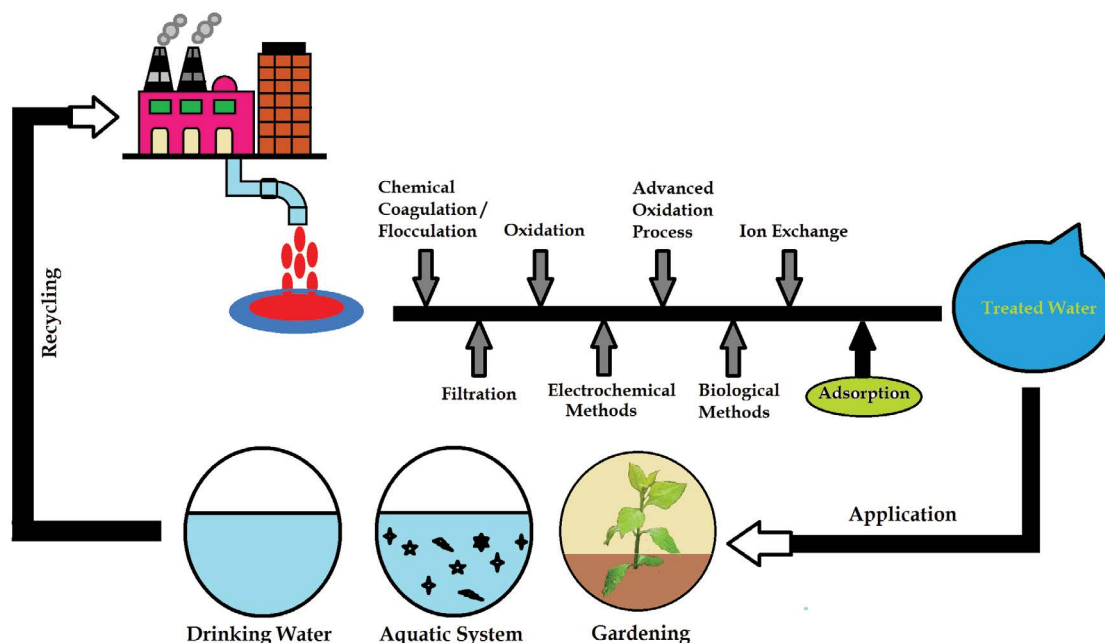 Chemical
Coagulation/
Flocculation
Oxidation
Advanced
Oxidation
Process
Ion Exchange
Recycling
Treated Water
Filtration
Electrochemical
Methods
Biological
Methods
Adsorption
Application
Drinking Water
Aquatic System
Gardening